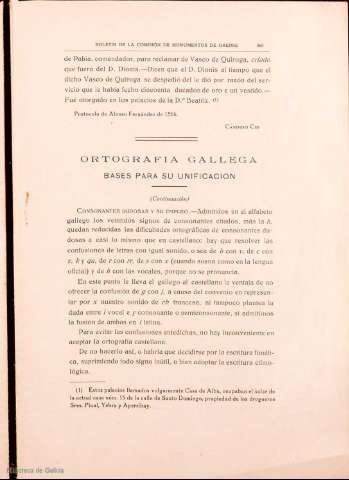 BOLETIN DE LA COMISIÓN DE MONUMENTOS DE ORENSE
de Pabia, comendador, para reclamar de Vasco de Quiroga, criado
que fuera del D. Dionis.—Dicen que el D. Dionis al tiempo que el
dicho Vasco de Quiroga se despedió del le dió por razón del ser-
vicio que le había fecho cincuenta ducados de oro e un vestido.—
Fué otorgado en los palacios de la D.ª Beatriz. (1)
Protocolo de Alvaro Fernández de 1516.
ORTOGRAFIA GALLEGA
BASES PARA SU UNIFICACION
(Continuación)
CONSONANTES DUDOSAS Y SU EMPLEO.—Admitidos en el alfabeto
gallego los veintidós signos de consonantes citados, más la h,
quedan reducidas las dificultades ortográficas de consonantes du-
dosas a casi lo mismo que en castellano: hay que resolver las
confusiones de letras con igual sonido, o sea de b con v, de c con
z, k y qu, de r con rr, de s con x (cuando suene como en la lengua
oficial) y de h con las vocales, porque no se pronuncia.
En este punto le lleva el gallego al castellano la ventaja de no
ofrecer la confusión de g con j, a causa del convenio en represen-
tar por x nuestro sonido de ch francesa, ni tampoco plantea la
duda entre i vocal e y consonante o semiconsonante, si admitimos
la fusión de ambas en i latina.
Para evitar las confusiones antedichas, no hay inconveniente en
aceptar la ortografía castellana.
De no hacerlo así, o habría que decidirse por la escritura fonéti-
ca, suprimiendo todo signo inútil, o bien adoptar la escritura etimo-
lógica.
(1) Estos palacios llamados vulgarmente Casa de Alba, ocupaban el solar de
la actual casa núm. 55 de la calle de Santo Domingo, propiedad de los drogueros
Sres. Pical, Yebra y Aparibay.
Biblioteca de Galicia